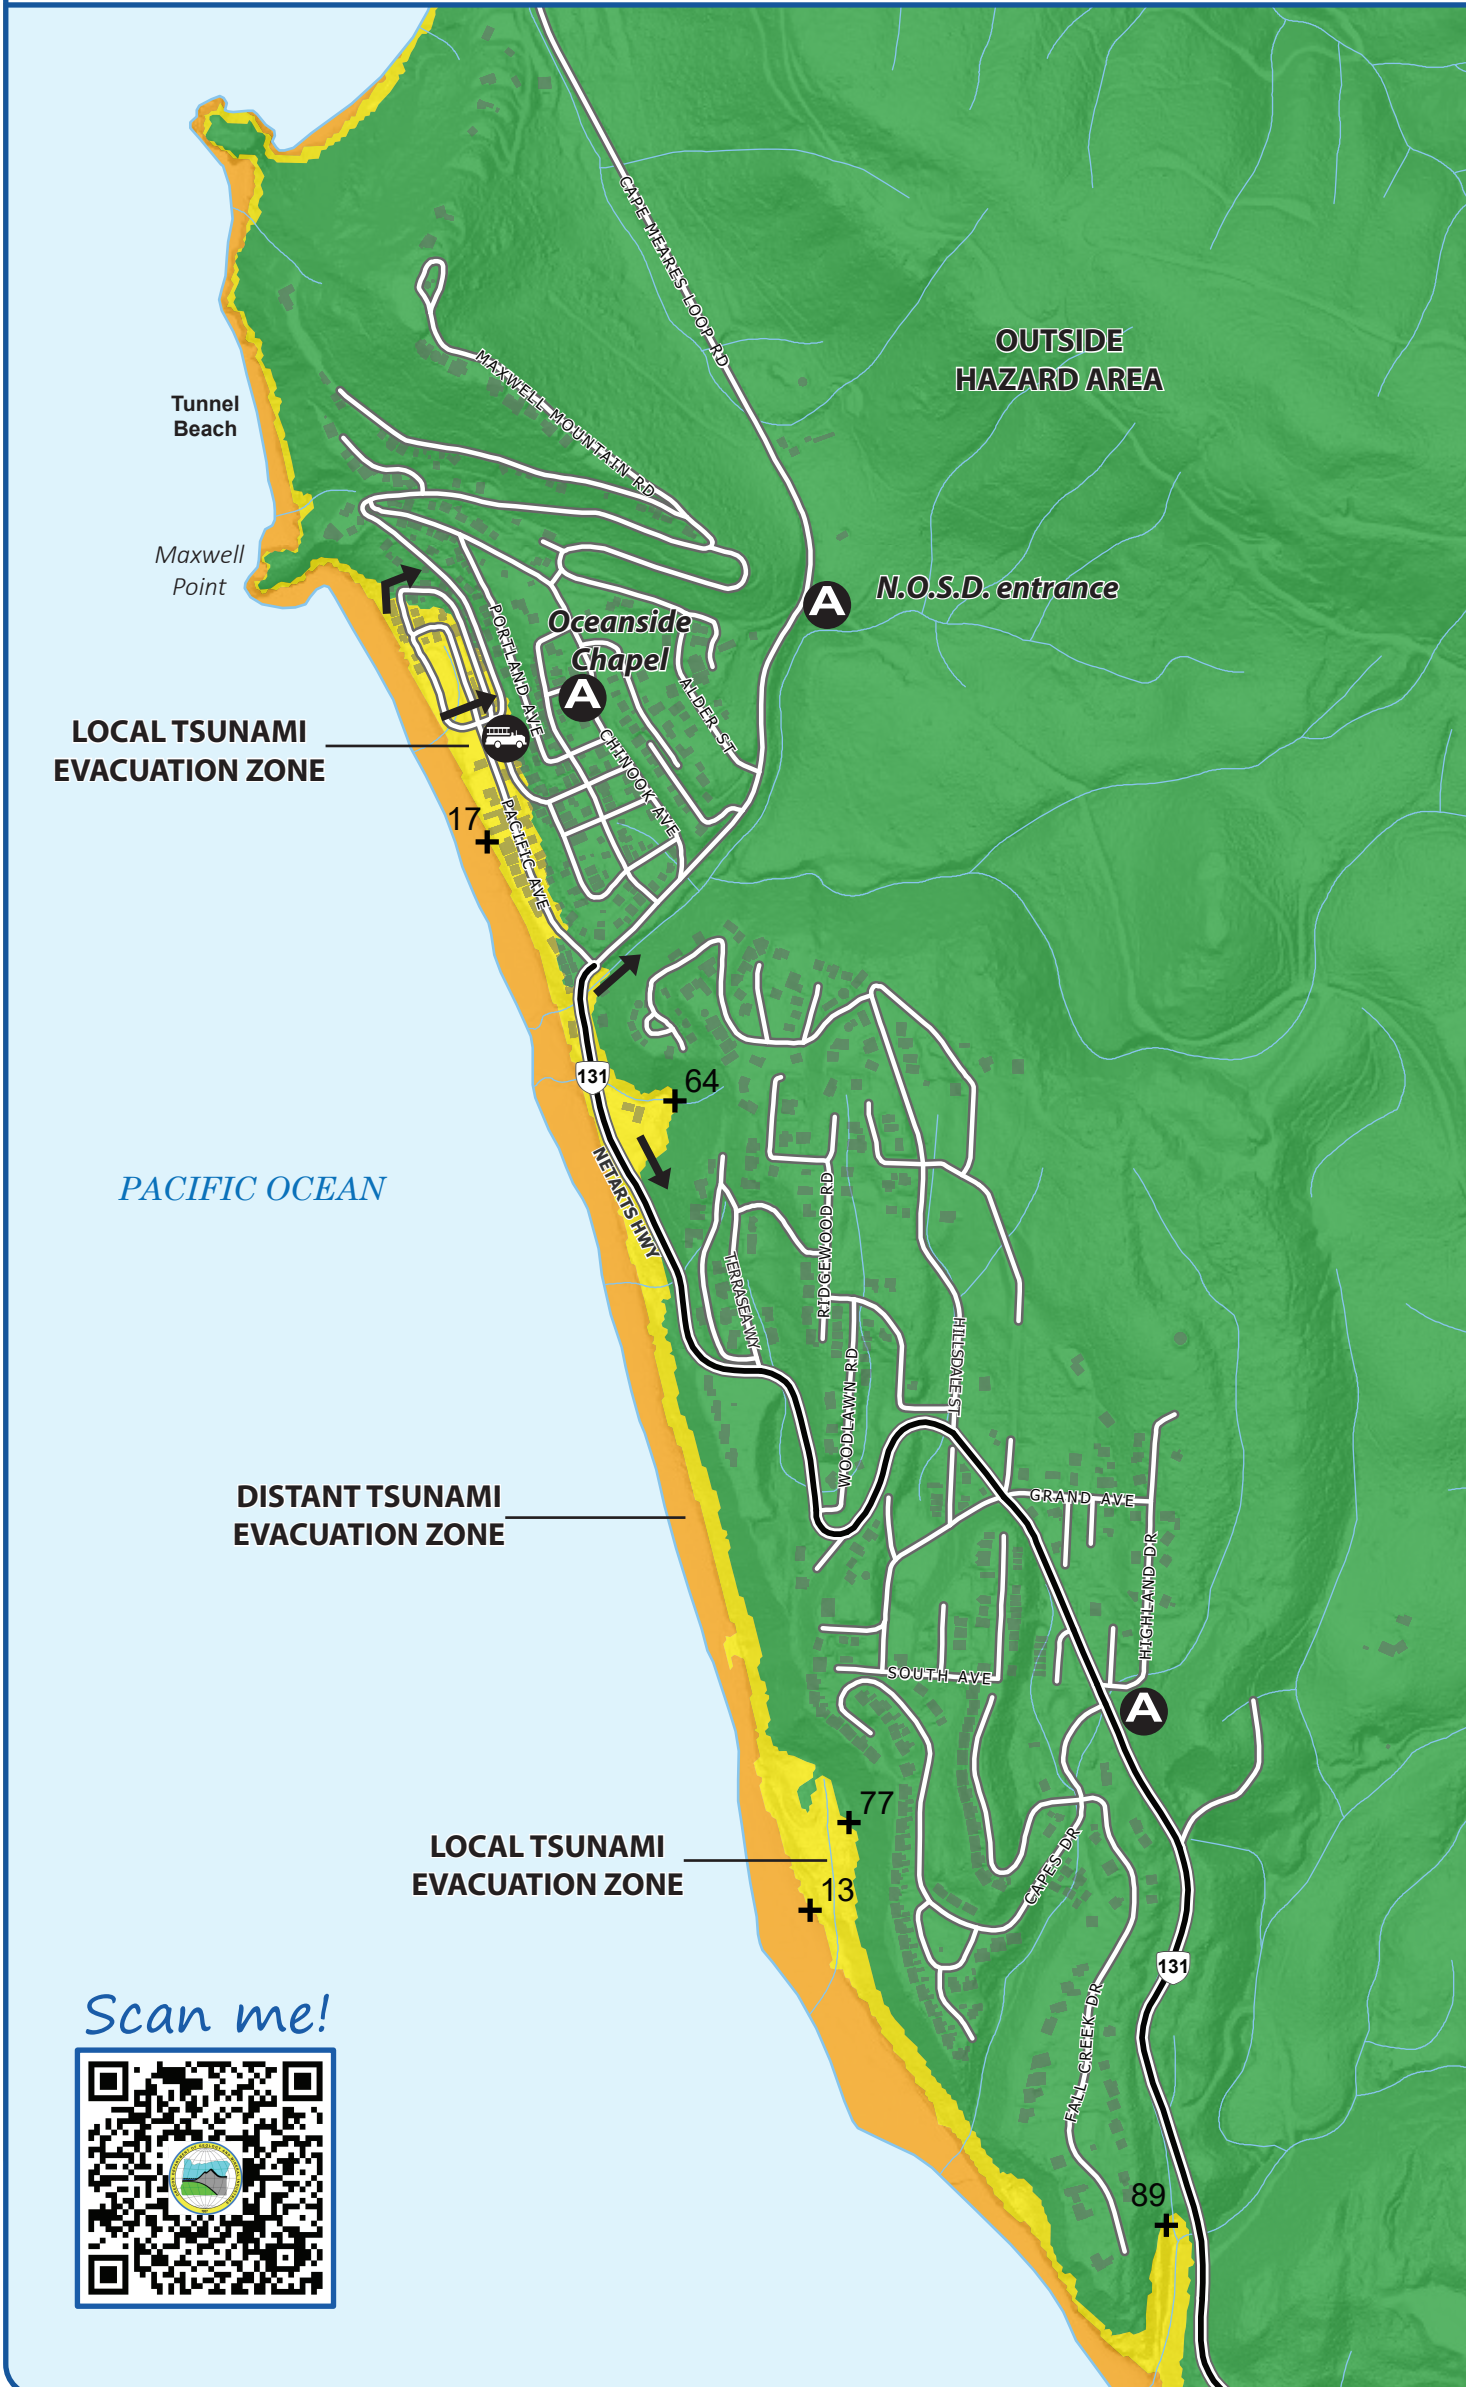 CAPE MEARES LOOP RD
OUTSIDE
HAZARD AREA
MAXWELL MOUNTAIN RD
Tunnel
Beach
Maxwell
Point
A
N.O.S.D. entrance
PORTLAND AVE
Oceanside
Chapel
A
ALDER ST
LOCAL TSUNAMI
EVACUATION ZONE
CHINOOK AVE
17
PACIFIC AVE
131
64
PACIFIC OCEAN
NETARTS HWY
RIDGEWOOD RD
TERRASEA WY
HILLSDALE ST
WOODLAWN RD
DISTANT TSUNAMI
EVACUATION ZONE
GRAND AVE
HIGHLAND DR
SOUTH AVE
A
77
LOCAL TSUNAMI
EVACUATION ZONE
13
CAPES DR
131
FALL CREEK DR
Scan me!
89